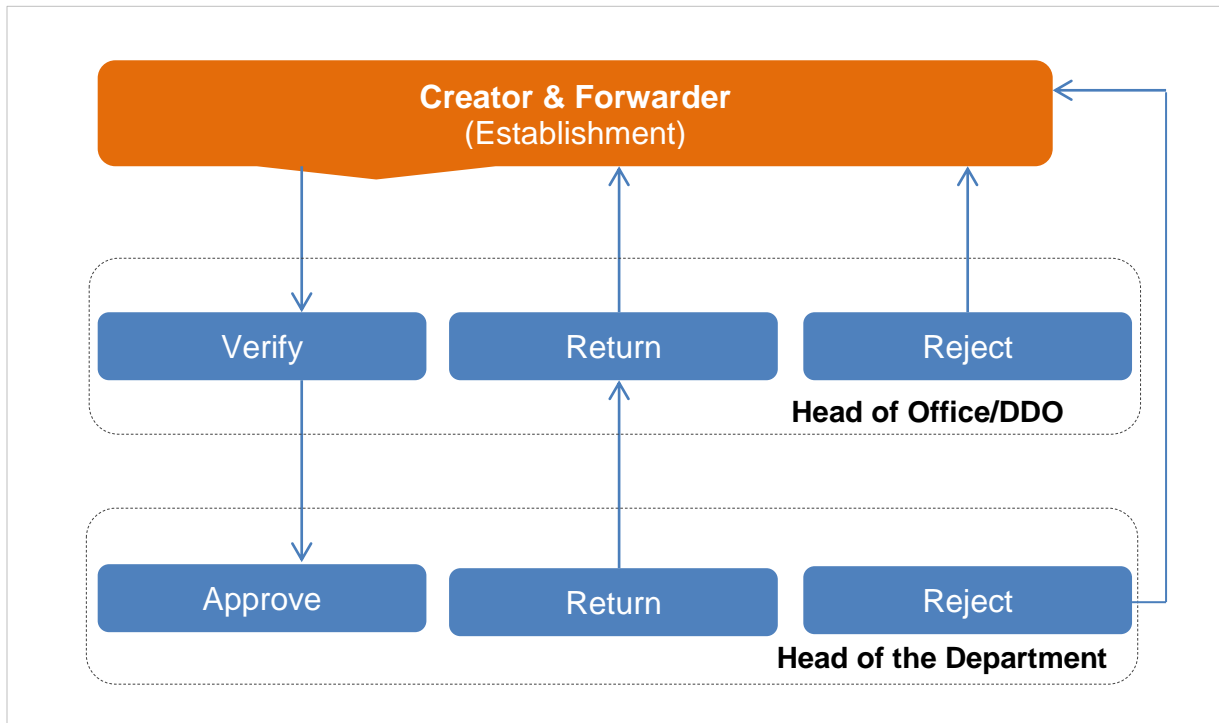 Creator & Forwarder
(Establishment)
Verify
Return
Reject
Head of Office/DDO
Approve
Return
Reject
Head of the Department